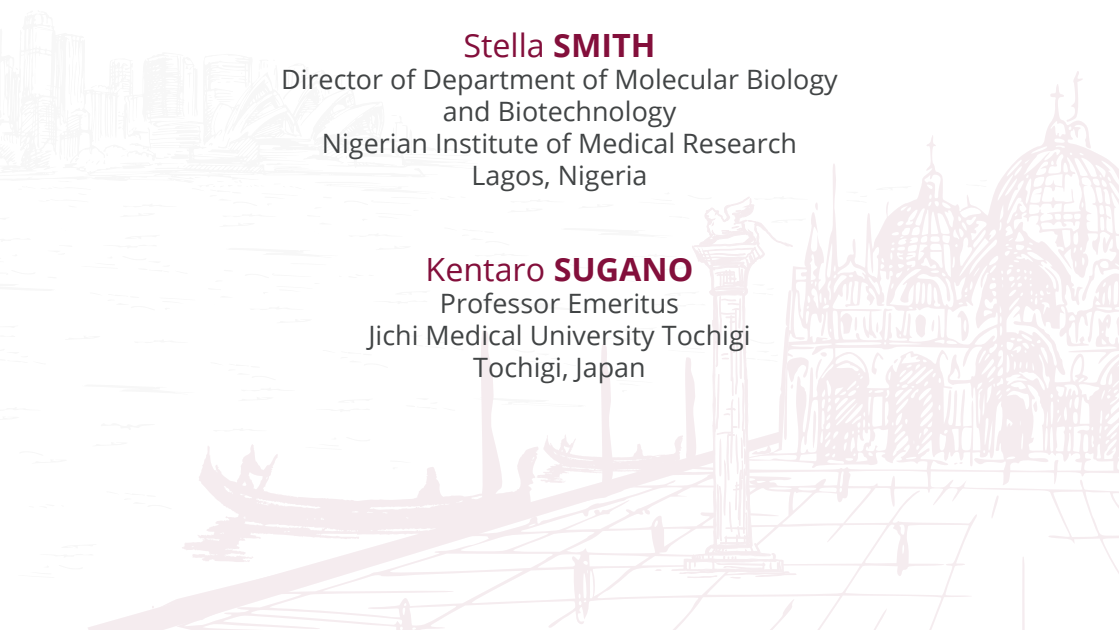 Stella SMITH
Director of Department of Molecular Biology
and Biotechnology
Nigerian Institute of Medical Research
Lagos, Nigeria
Kentaro SUGANO
Professor Emeritus
Jichi Medical University Tochigi
Tochigi, Japan